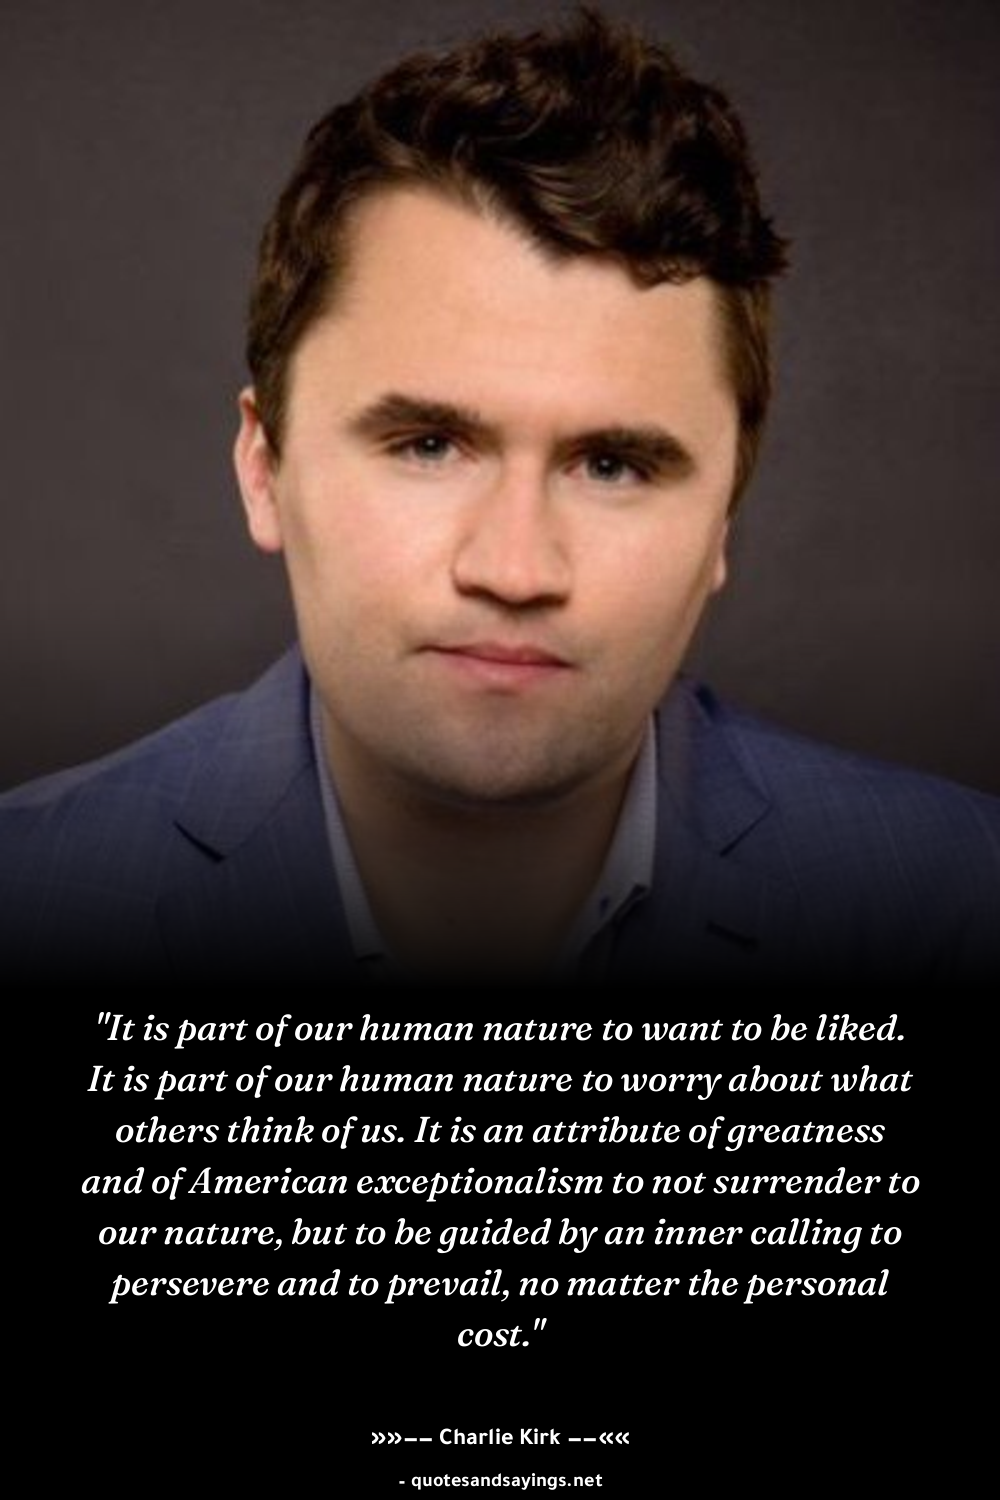 "It is part of our human nature to want to be liked.
It is part of our human nature to worry about what
others think of us. It is an attribute of greatness
and of American exceptionalism to not surrender to
our nature, but to be guided by an inner calling to
persevere and to prevail, no matter the personal
cost."
»»−− Charlie Kirk −−««
- quotesandsayings.net